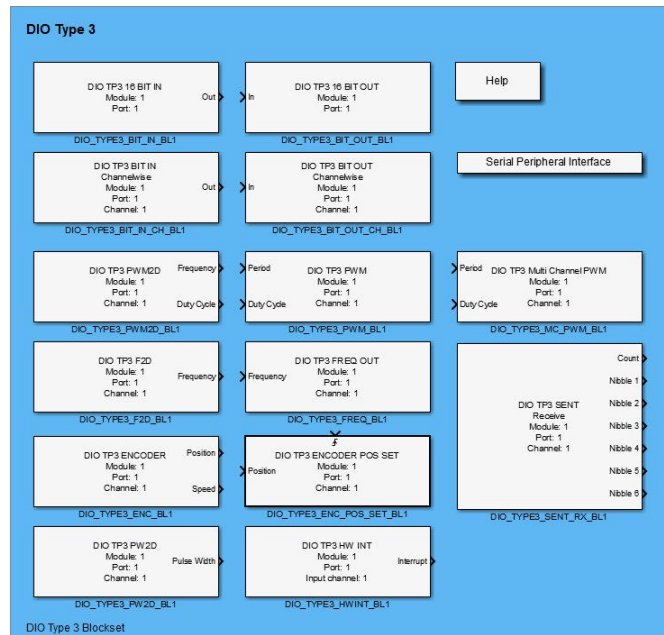 DIO Type 3
DIO TP3 16 BIT IN
Module: 1
Port: 1
Out
DIO_TYPE3_BIT_IN_BL1
DIO TP3 16 BIT OUT
Module: 1
Port: 1
In
DIO_TYPE3_BIT_OUT_BL1
Help
DIO TP3 BIT IN
Channelwise
Module: 1
Port: 1
Channel: 1
Out
DIO_TYPE3_BIT_IN_CH_BL1
DIO TP3 BIT OUT
Channelwise
Module: 1
Port: 1
Channel: 1
In
DIO_TYPE3_BIT_OUT_CH_BL1
Serial Peripheral Interface
DIO TP3 PWM2D
Module: 1
Port: 1
Channel: 1
Frequency
Duty Cycle
DIO_TYPE3_PWM2D_BL1
Period
Duty Cycle
DIO TP3 PWM
Module: 1
Port: 1
Channel: 1
DIO_TYPE3_PWM_BL1
Period
Duty Cycle
DIO TP3 Multi Channel PWM
Module: 1
Port: 1
Channel: 1
DIO_TYPE3_MC_PWM_BL1
DIO TP3 F2D
Module: 1
Port: 1
Channel: 1
Frequency
DIO_TYPE3_F2D_BL1
Frequency
DIO TP3 FREQ OUT
Module: 1
Port: 1
Channel: 1
DIO_TYPE3_FREQ_BL1
DIO TP3 SENT
Receive
Module: 1
Port: 1
Channel: 1
Count
Nibble 1
Nibble 2
Nibble 3
Nibble 4
Nibble 5
Nibble 6
DIO_TYPE3_SENT_RX_BL1
DIO TP3 ENCODER
Module: 1
Port: 1
Channel: 1
Position
Speed
DIO_TYPE3_ENC_BL1
Position
DIO TP3 ENCODER POS SET
Module: 1
Port: 1
Channel: 1
DIO_TYPE3_ENC_POS_SET_BL1
DIO TP3 PW2D
Module: 1
Port: 1
Channel: 1
Pulse Width
DIO_TYPE3_PW2D_BL1
DIO TP3 HW INT
Module: 1
Port: 1
Input channel: 1
Interrupt
DIO_TYPE3_HWINT_BL1
DIO Type 3 Blockset